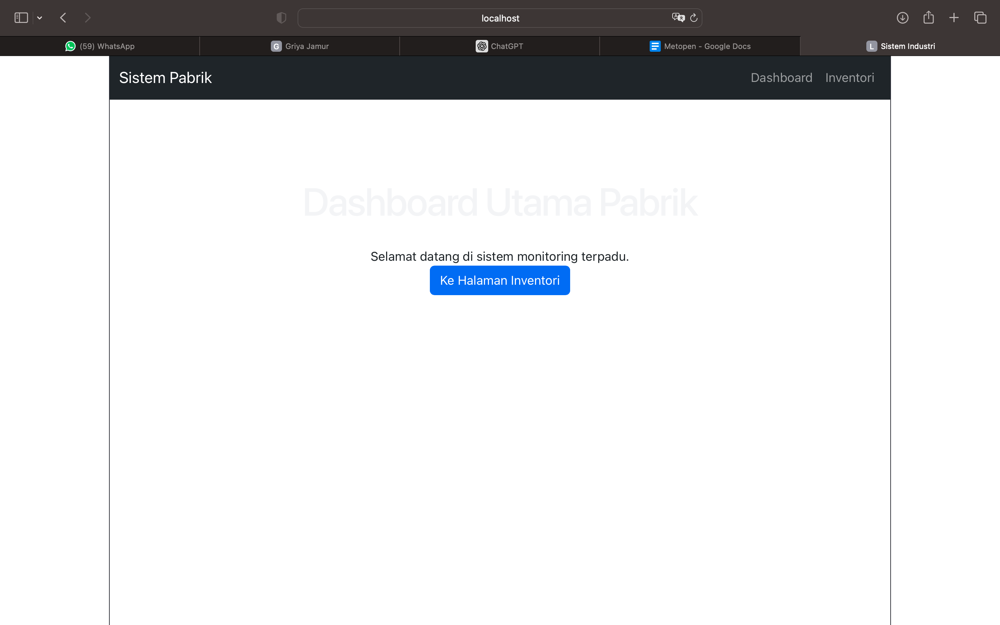 localhost
(59) WhatsApp
G Griya Jamur
ChatGPT
Metopen - Google Docs
L Sistem Industri
Sistem Pabrik
Dashboard Inventori
Dashboard Utama Pabrik
Selamat datang di sistem monitoring terpadu.
Ke Halaman Inventori